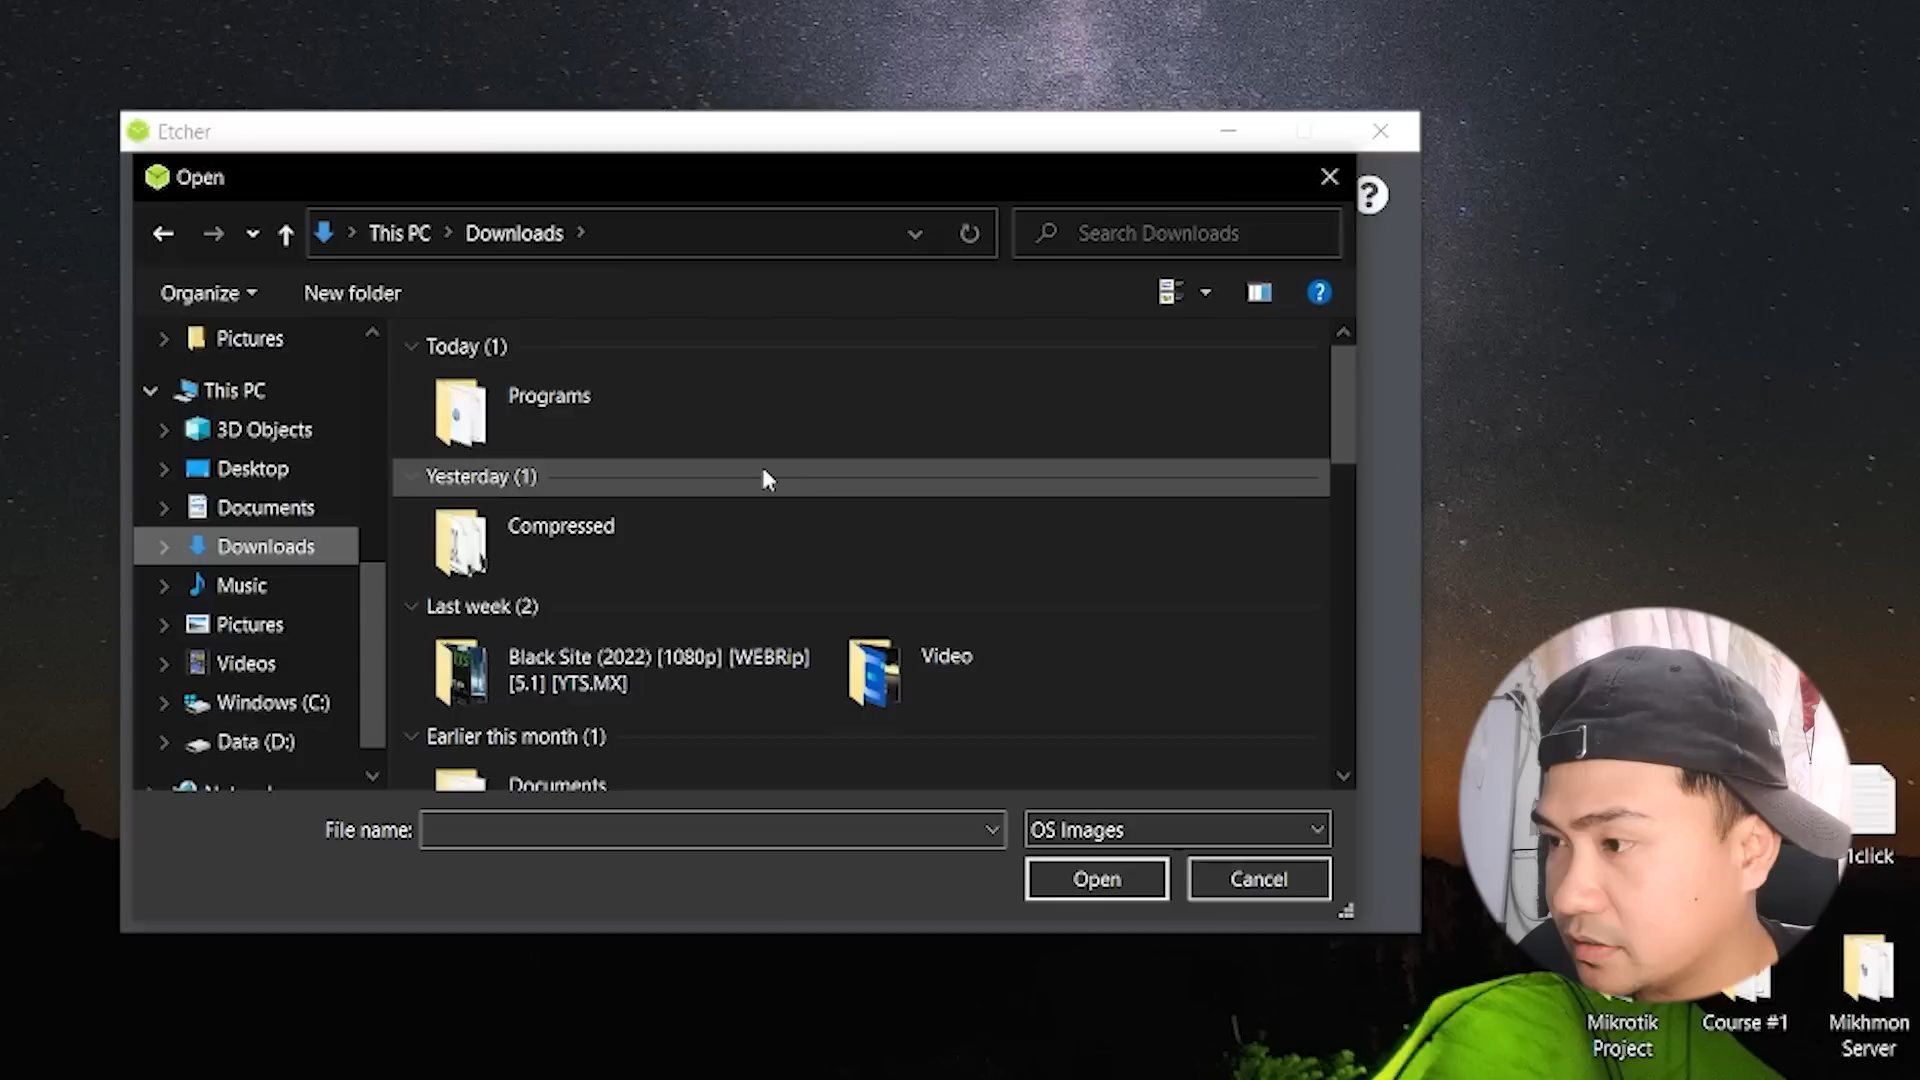 Etcher
Open
This PC
Downloads
Search Downloads
Organize
New folder
Pictures
This PC
3D Objects
Desktop
Documents
Downloads
Music
Pictures
Videos
Windows (C:)
Data (D:)
Today (1)
Programs
Yesterday (1)
Compressed
Last week (2)
Black Site (2022) [1080p] [WEBRip]
[5.1] [YTS.MX]
Video
Earlier this month (1)
Documents
File name:
OS Images
Open
Cancel
1click
Mikrotik
Project
Course #1
Mikhmon
Server